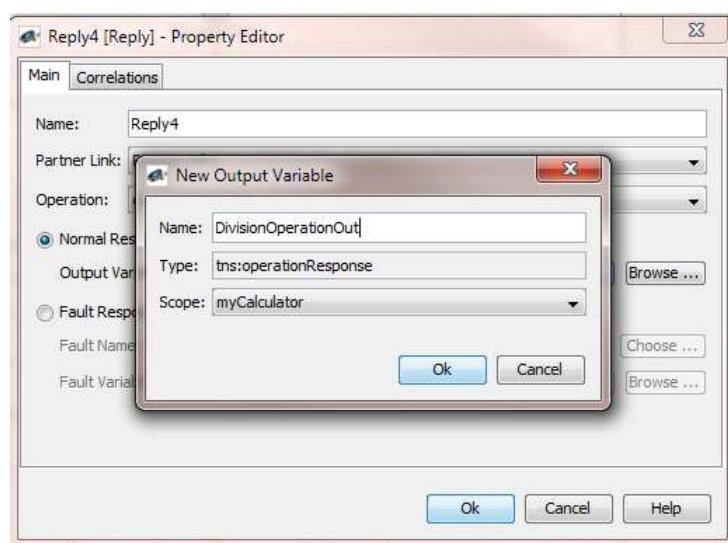 Reply4 [Reply] - Property Editor
Main Correlations
Name: Reply4
Partner Link:
Operation:
New Output Variable
Name: DivisionOperationOut
Type: tns:operationResponse
Scope: myCalculator
Ok Cancel
Normal Res
Output Var Browse ...
Fault Resp
Fault Name Choose ...
Fault Variab Browse ...
Ok Cancel Help